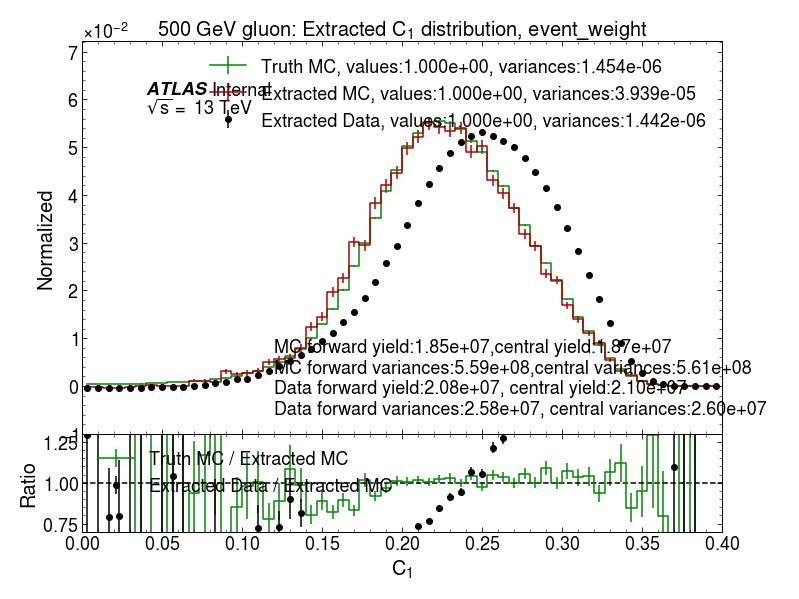 ×10⁻² 500 GeV gluon: Extracted C₁ distribution, event_weight
Truth MC, values:1.000e+00, variances:1.454e-06
ATLAS Internal
Extracted MC, values:1.000e+00, variances:3.939e-05
√s = 13 TeV
Extracted Data, values:1.000e+00, variances:1.442e-06
7
6
5
4
3
2
1
0
1
Normalized
MC forward yield:1.85e+07,central yield:1.87e+07
MC forward variances:5.59e+08,central variances:5.61e+08
Data forward yield:2.08e+07, central yield:2.10e+07
Data forward variances:2.58e+07, central variances:2.60e+07
1.25
1.00
0.75
Ratio
Truth MC / Extracted MC
Extracted Data / Extracted MC
0.00 0.05 0.10 0.15 0.20 0.25 0.30 0.35 0.40
C₁